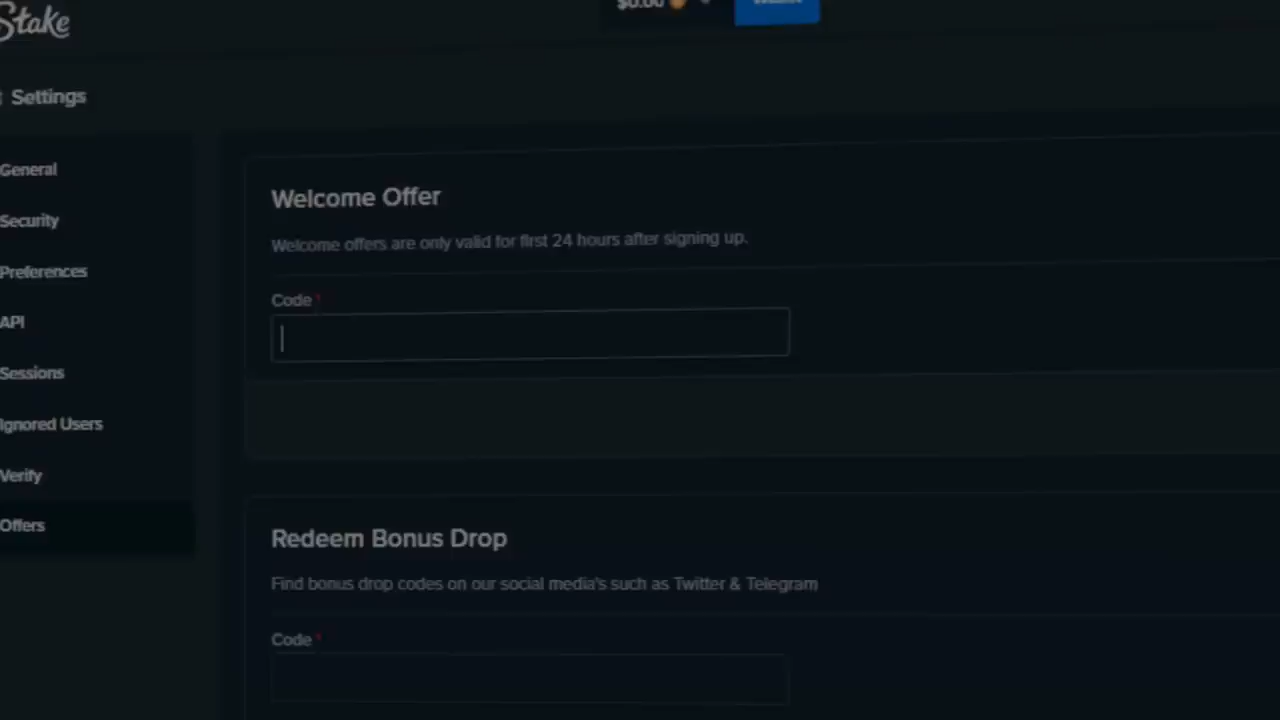 Stake
$0.00
Settings
General
Security
Preferences
API
Sessions
Ignored Users
Verify
Offers
Welcome Offer
Welcome offers are only valid for first 24 hours after signing up.
Code *
Redeem Bonus Drop
Find bonus drop codes on our social media's such as Twitter & Telegram
Code *